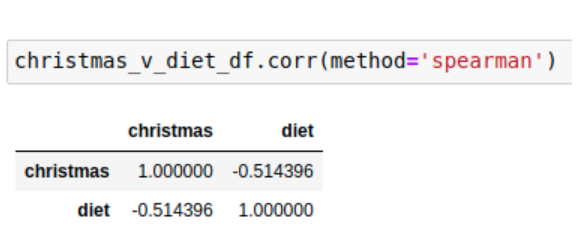 christmas_v_diet_df.corr(method='spearman')
christmas diet
christmas 1.000000 -0.514396
diet -0.514396 1.000000